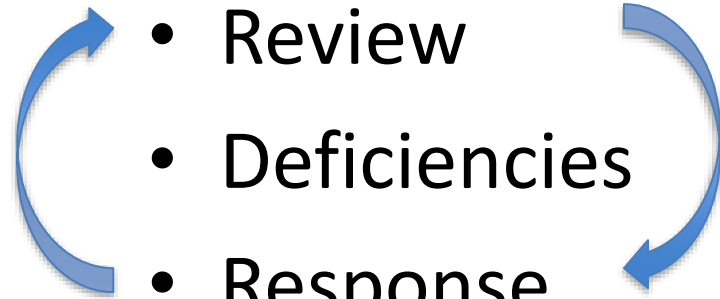 • Review
• Deficiencies
• Response